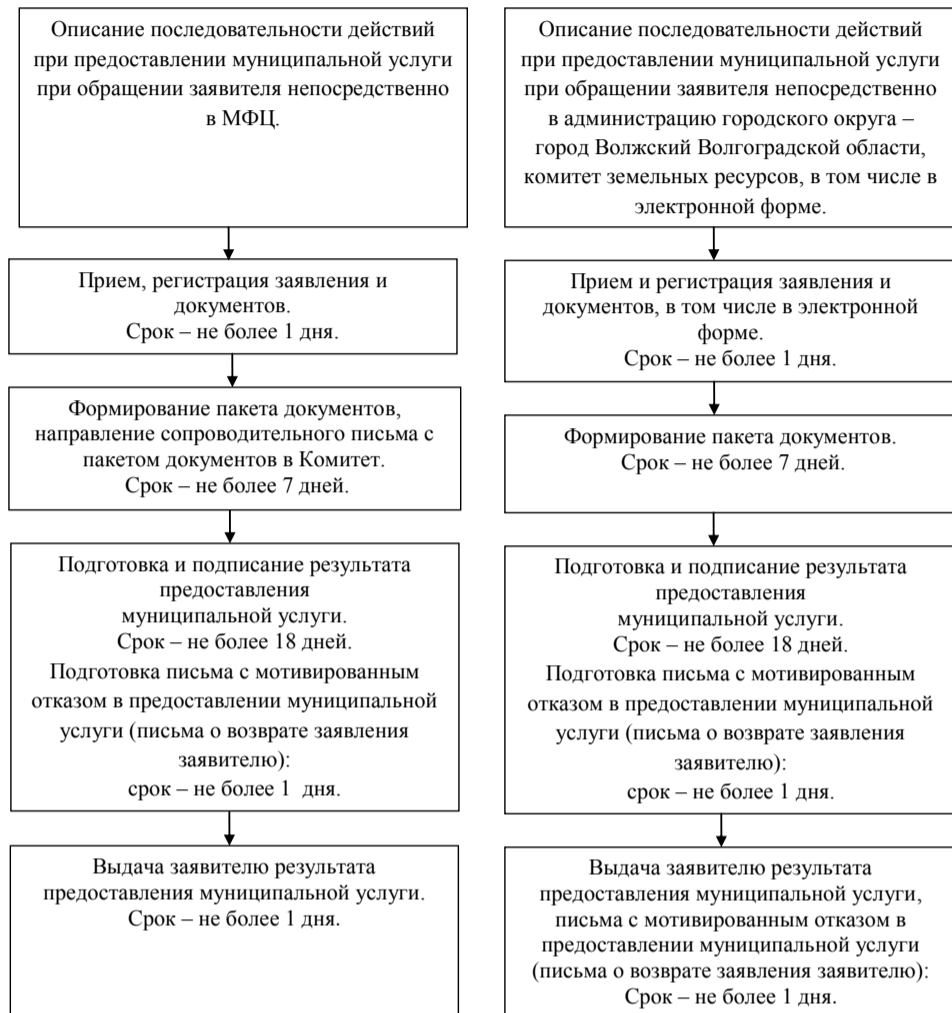 Описание последовательности действий
при предоставлении муниципальной услуги
при обращении заявителя непосредственно
в МФЦ.
Прием, регистрация заявления и
документов.
Срок – не более 1 дня.
Формирование пакета документов,
направление сопроводительного письма с
пакетом документов в Комитет.
Срок – не более 7 дней.
Подготовка и подписание результата
предоставления
муниципальной услуги.
Срок – не более 18 дней.
Подготовка письма с мотивированным
отказом в предоставлении муниципальной
услуги (письма о возврате заявления
заявителю):
срок – не более 1 дня.
Выдача заявителю результата
предоставления муниципальной услуги.
Срок – не более 1 дня.
Описание последовательности действий
при предоставлении муниципальной услуги
при обращении заявителя непосредственно
в администрацию городского округа –
город Волжский Волгоградской области,
комитет земельных ресурсов, в том числе в
электронной форме.
Прием и регистрация заявления и
документов, в том числе в электронной
форме.
Срок – не более 1 дня.
Формирование пакета документов.
Срок – не более 7 дней.
Подготовка и подписание результата
предоставления
муниципальной услуги.
Срок – не более 18 дней.
Подготовка письма с мотивированным
отказом в предоставлении муниципальной
услуги (письма о возврате заявления
заявителю):
срок – не более 1 дня.
Выдача заявителю результата
предоставления муниципальной услуги,
письма с мотивированным отказом в
предоставлении муниципальной услуги
(письма о возврате заявления заявителю):
Срок – не более 1 дня.